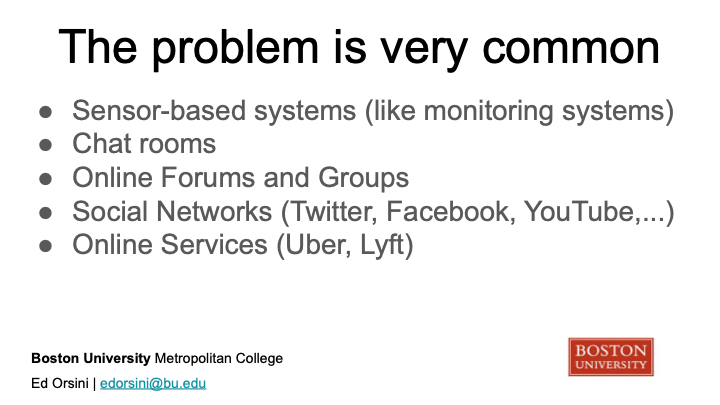 The problem is very common
● Sensor-based systems (like monitoring systems)
● Chat rooms
● Online Forums and Groups
● Social Networks (Twitter, Facebook, YouTube,...)
● Online Services (Uber, Lyft)
Boston University Metropolitan College
Ed Orsini | edorsini@bu.edu
BOSTON
UNIVERSITY